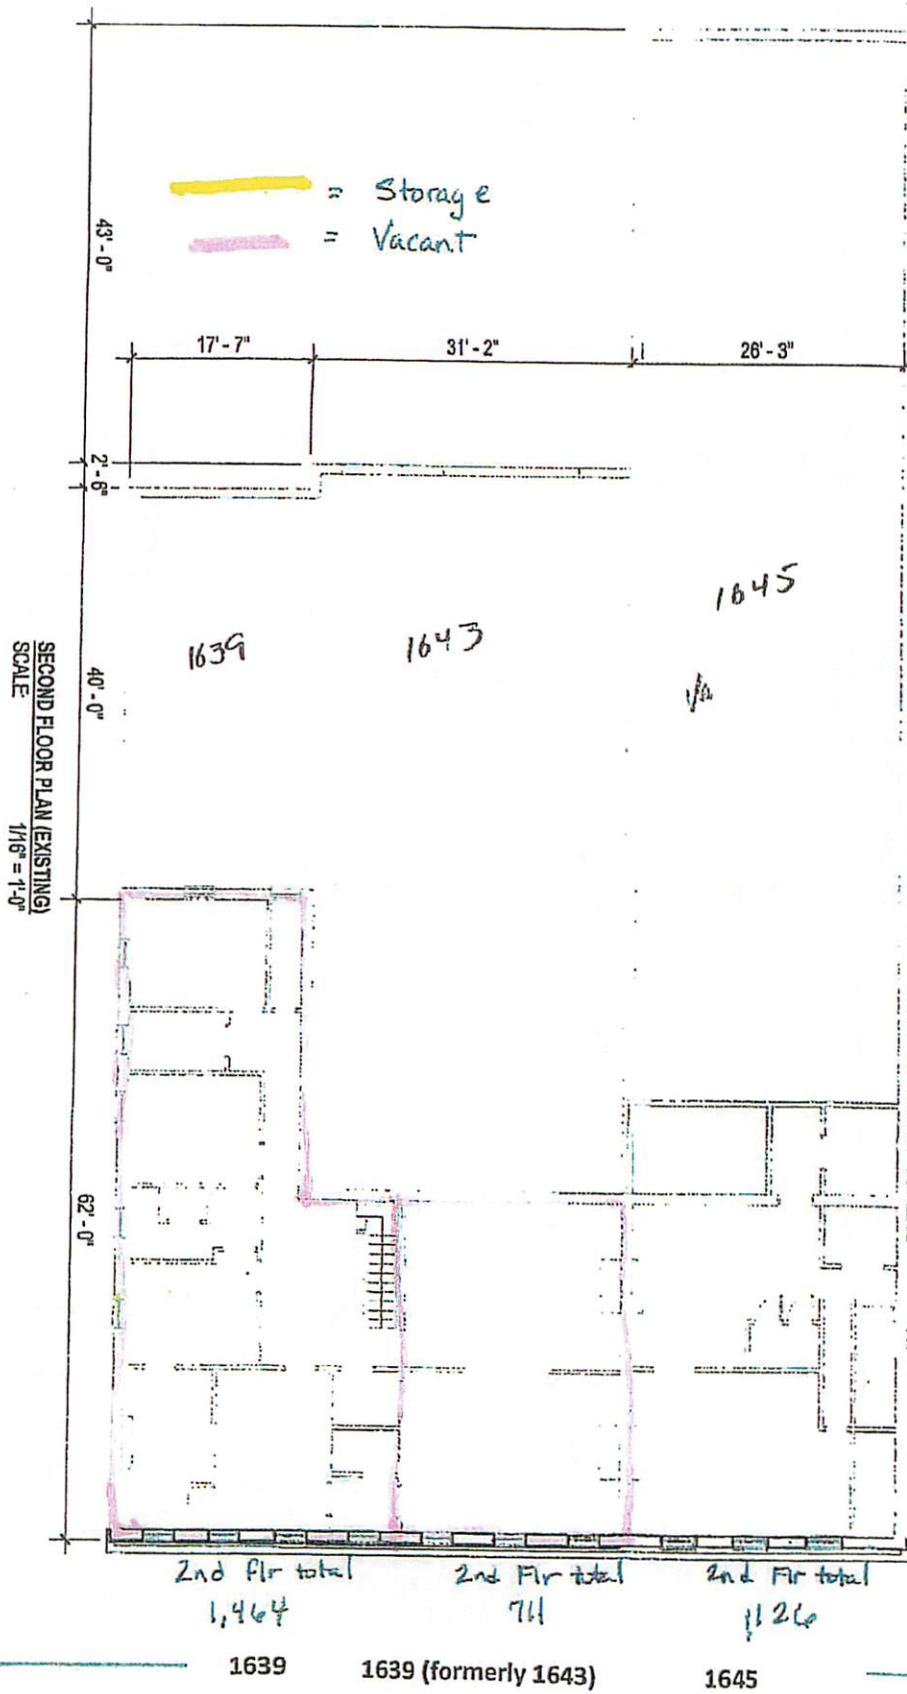 = Storage
= Vacant
43' - 0"
17' - 7"
31' - 2"
26' - 3"
2' - 6"
1645
1639
1643
40' - 0"
SECOND FLOOR PLAN (EXISTING)
SCALE: 1/16" = 1'-0"
62' - 0"
2nd flr total
2nd Flr total
2nd Flr total
1,464
711
1,126
1639
1639 (formerly 1643)
1645